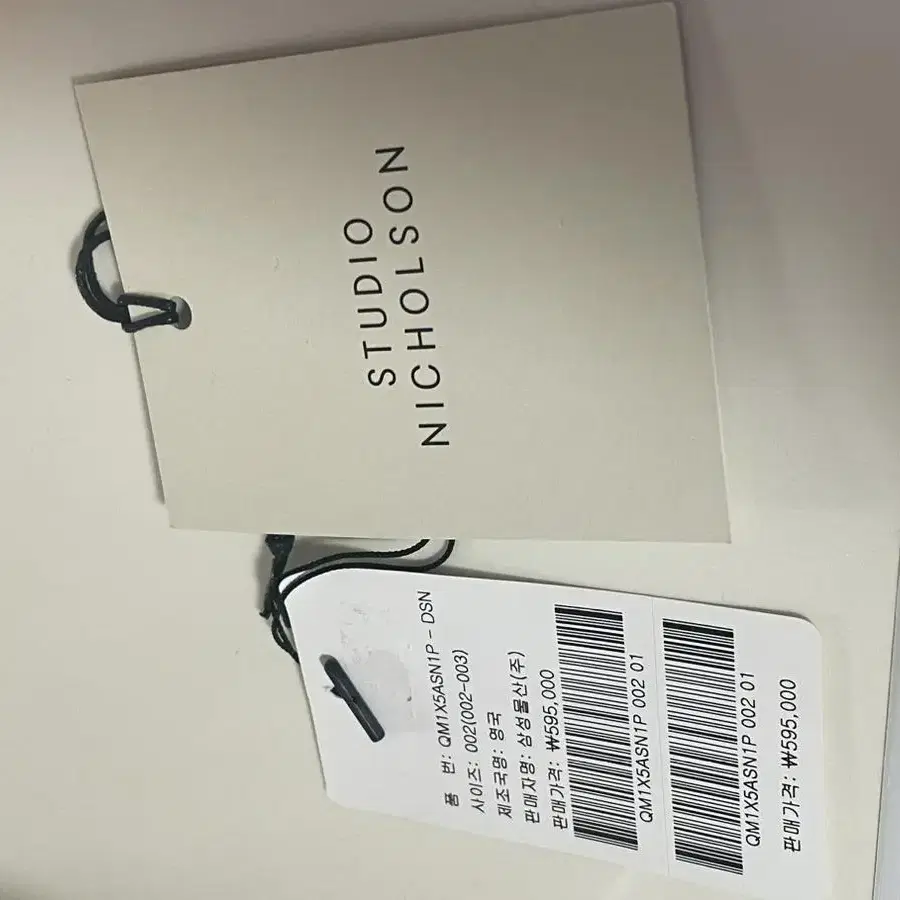 STUDIO
NICHOLSON
품 번: QM1X5ASN1P - DSN
사이즈: 002(002-003)
제조국명: 영국
판매자명: 삼성물산(주)
판매가격: ₩595,000
QM1X5ASN1P 002 01
QM1X5ASN1P 002 01
판매가격: ₩595,000